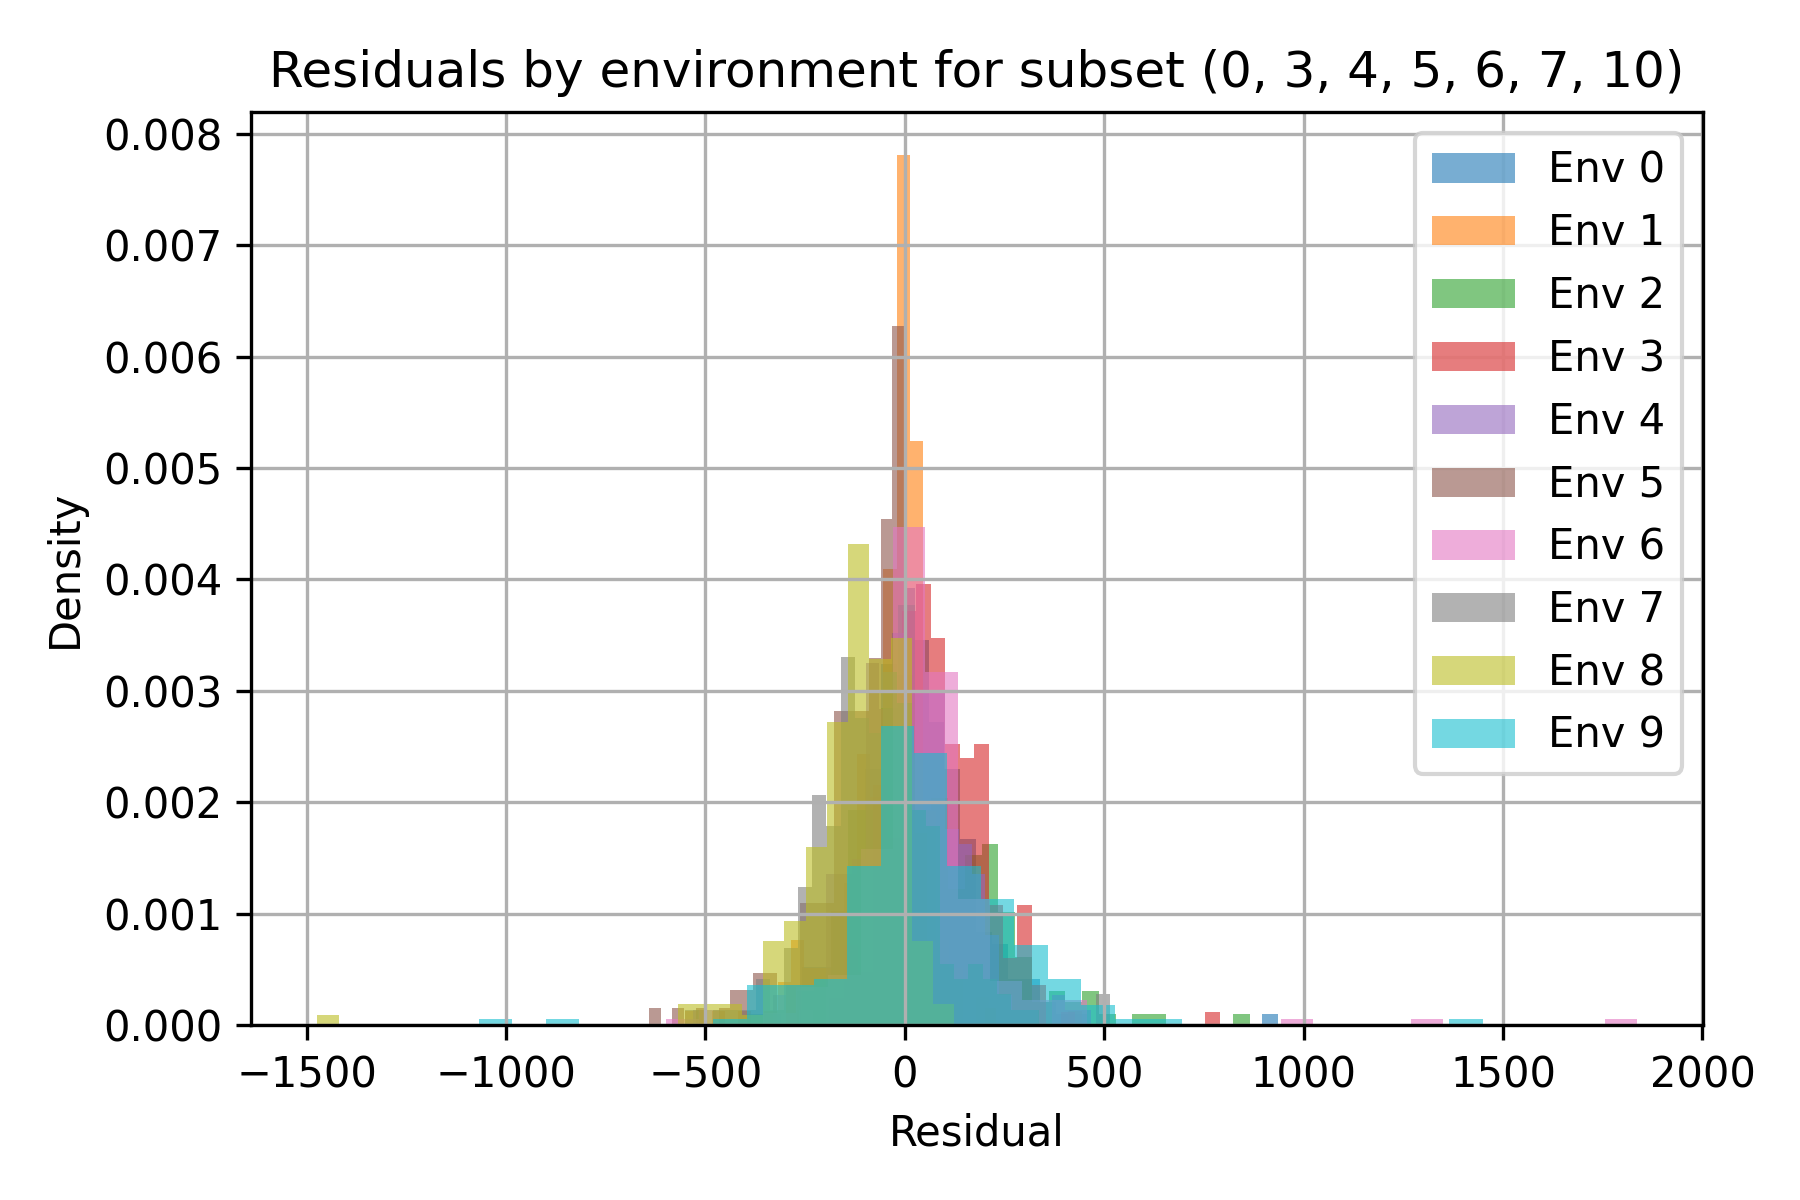 Residuals by environment for subset (0, 3, 4, 5, 6, 7, 10)
0.008
0.007
0.006
0.005
0.004
0.003
0.002
0.001
0.000
Density
Env 0
Env 1
Env 2
Env 3
Env 4
Env 5
Env 6
Env 7
Env 8
Env 9
−1500 −1000 −500 0 500 1000 1500 2000
Residual